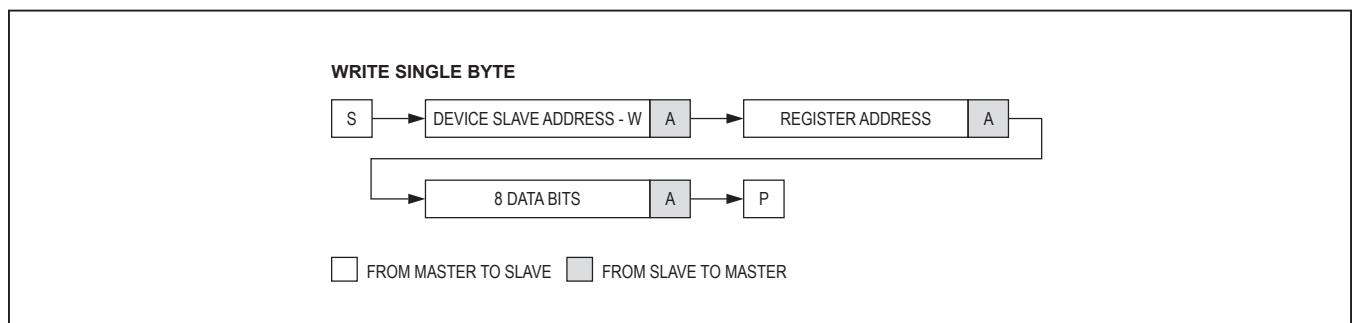 WRITE SINGLE BYTE
S DEVICE SLAVE ADDRESS - W A REGISTER ADDRESS A
8 DATA BITS A P
FROM MASTER TO SLAVE FROM SLAVE TO MASTER